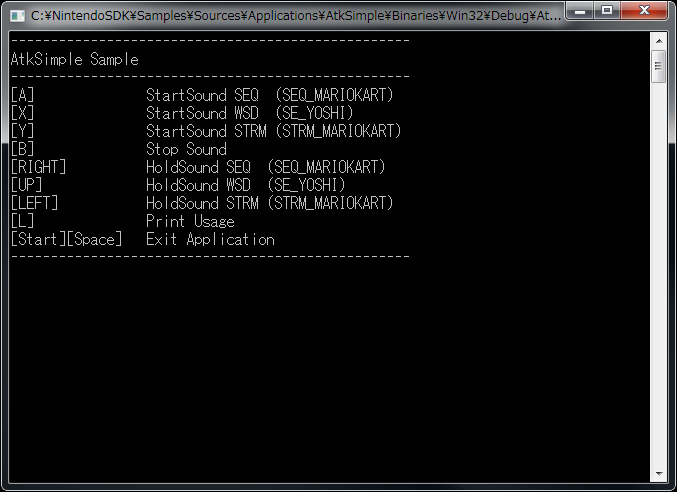 C:¥NintendoSDK¥Samples¥Sources¥Applications¥AtkSimple¥Binaries¥Win32¥Debug¥At...
--------------------------------------------------
AtkSimple Sample
--------------------------------------------------
[A] StartSound SEQ (SEQ_MARIOKART)
[X] StartSound WSD (SE_YOSHI)
[Y] StartSound STRM (STRM_MARIOKART)
[B] Stop Sound
[RIGHT] HoldSound SEQ (SEQ_MARIOKART)
[UP] HoldSound WSD (SE_YOSHI)
[LEFT] HoldSound STRM (STRM_MARIOKART)
[L] Print Usage
[Start][Space] Exit Application
--------------------------------------------------